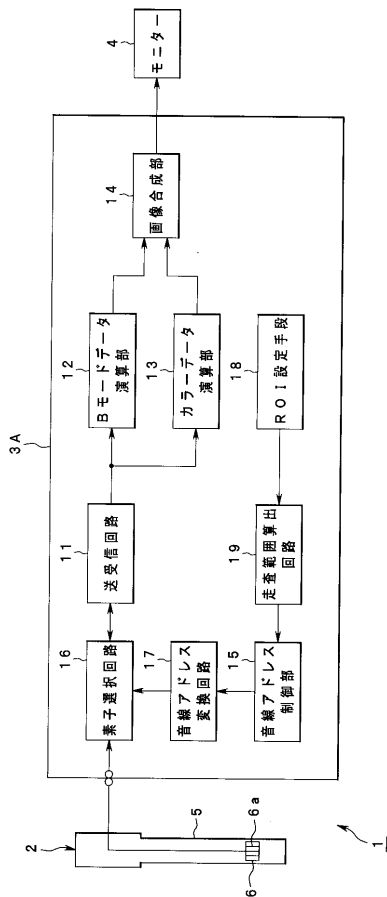 3A
2
5
6
6a
1
16
素子選択回路
11
送受信回路
12
Bモードデータ
演算部
13
カラーデータ
演算部
14
画像合成部
4
モニター
17
音線アドレス
変換回路
15
音線アドレス
制御部
19
走査範囲算出
回路
18
ROI設定手段